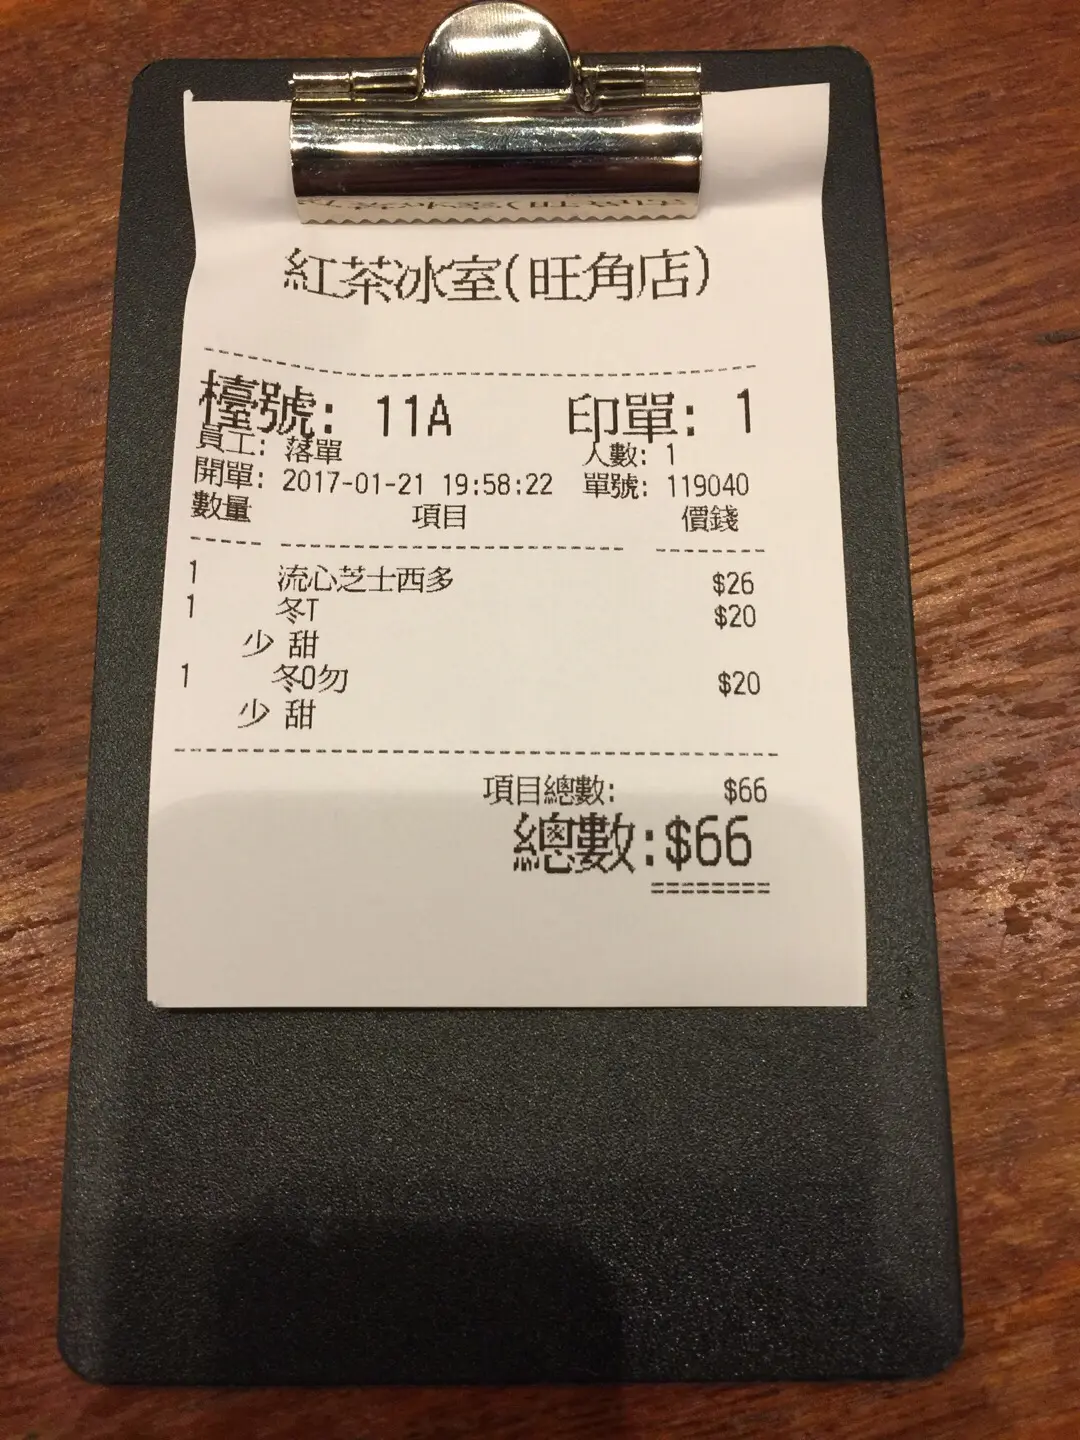 紅茶冰室(旺角店)
檯號: 11A 印單: 1
員工: 落單 人數: 1
開單: 2017-01-21 19:58:22 單號: 119040
數量 項目 價錢
1 流心芝士西多 $26
1 冬T $20
少 甜
1 冬0勿 $20
少 甜
項目總數: $66
總數:$66